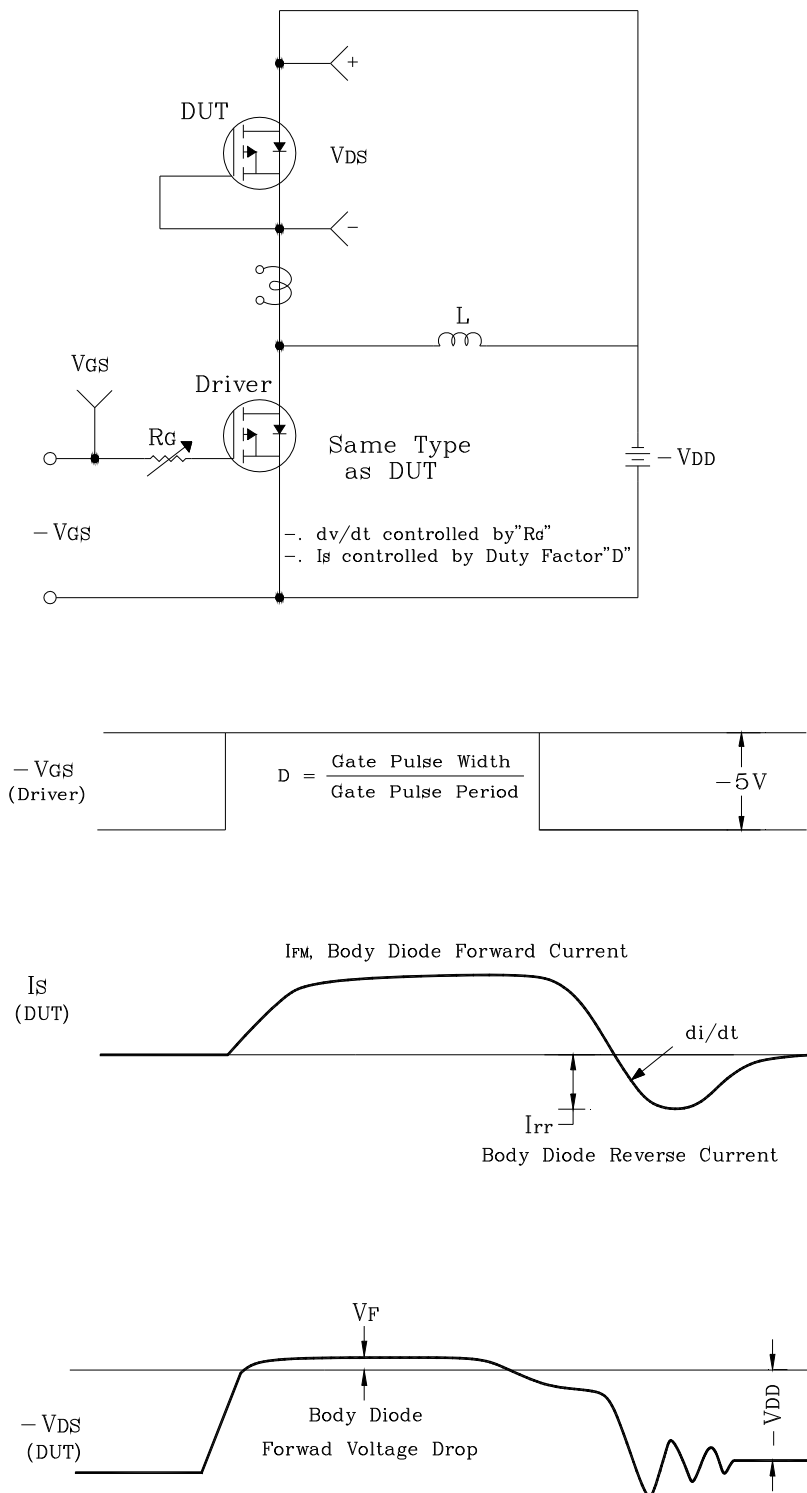 +
DUT
VDS
-
L
VGS
Driver
RG
Same Type
as DUT
-VDD
-VGS
-. dv/dt controlled by"RG"
-. IS controlled by Duty Factor"D"
-VGS
(Driver)
D = Gate Pulse Width
Gate Pulse Period
-5V
IFM, Body Diode Forward Current
IS
(DUT)
di/dt
Irr
Body Diode Reverse Current
VF
-VDS
(DUT)
Body Diode
Forwad Voltage Drop
-VDD